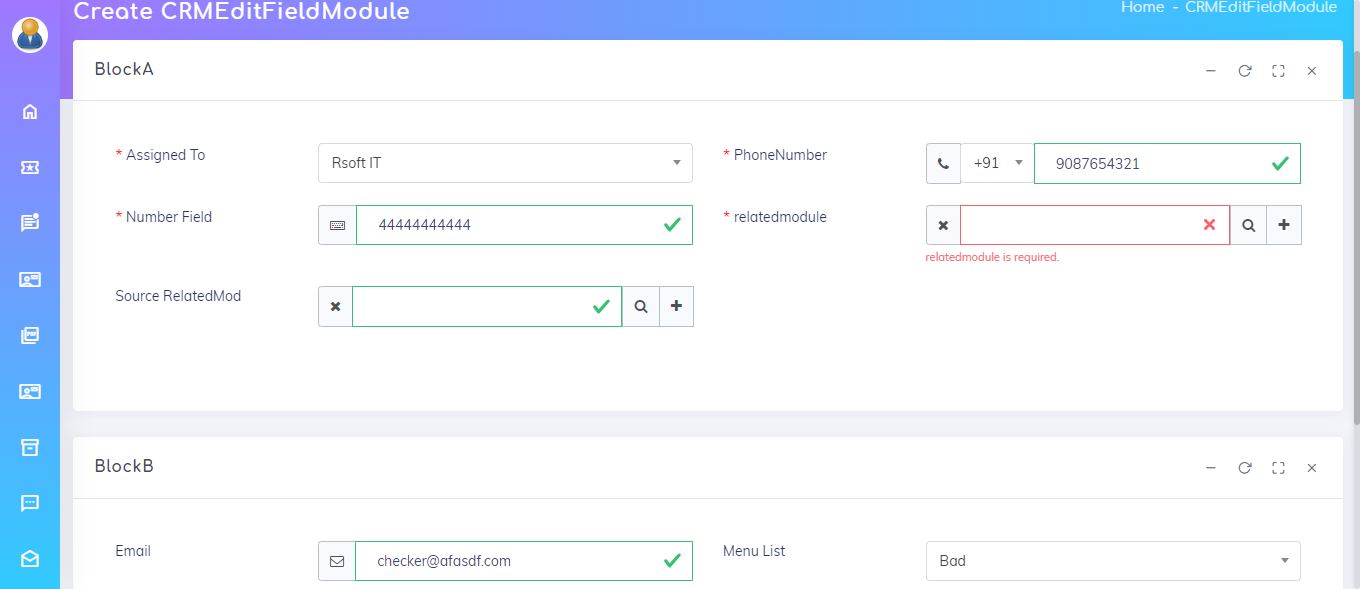 Create CRMEditFieldModule
Home - CRMEditFieldModule
BlockA
* Assigned To
Rsoft IT
* PhoneNumber
+91
9087654321
* Number Field
44444444444
* relatedmodule
relatedmodule is required.
Source RelatedMod
BlockB
Email
checker@afasdf.com
Menu List
Bad